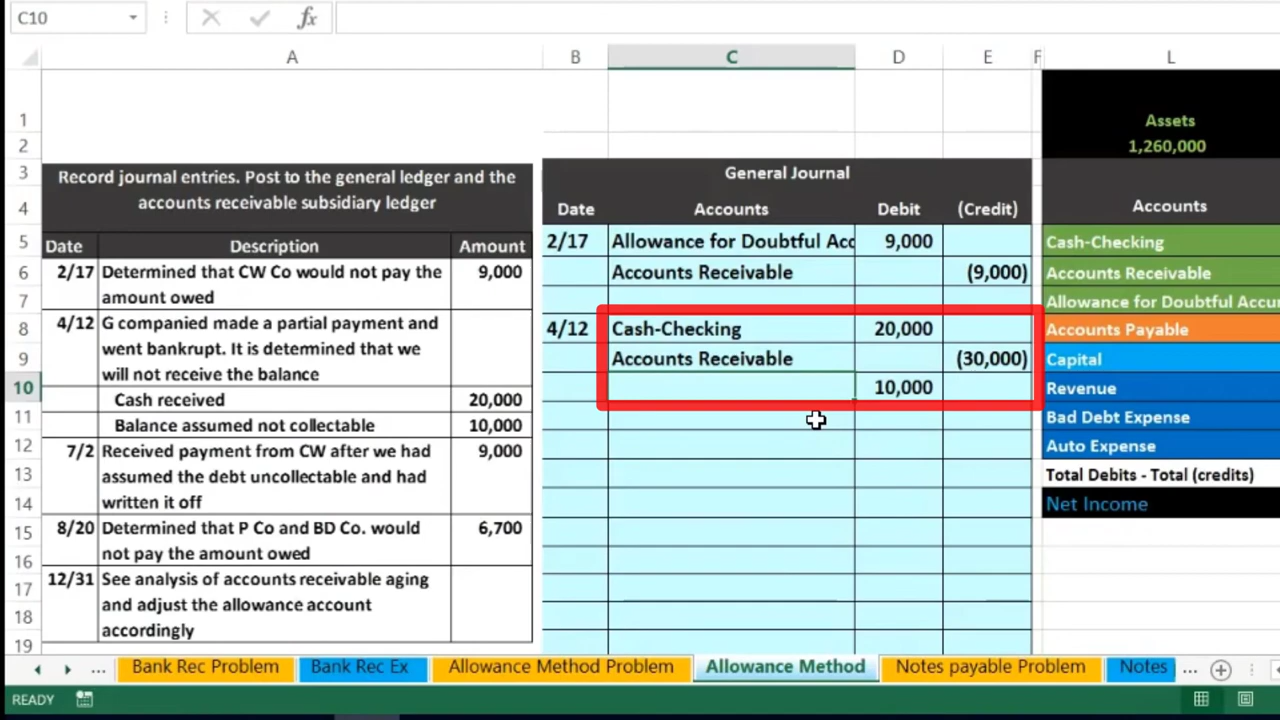 C10 fx
A B C D E F L
1 Assets
2 1,260,000
3 Record journal entries. Post to the general ledger and the General Journal
4 accounts receivable subsidiary ledger Date Accounts Debit (Credit) Accounts
5 Date Description Amount 2/17 Allowance for Doubtful Acc 9,000 Cash-Checking
6 2/17 Determined that CW Co would not pay the 9,000 Accounts Receivable (9,000) Accounts Receivable
7 amount owed Allowance for Doubtful Accur
8 4/12 G companied made a partial payment and 4/12 Cash-Checking 20,000 Accounts Payable
9 went bankrupt. It is determined that we Accounts Receivable (30,000) Capital
will not receive the balance
10 10,000 Revenue
Cash received 20,000
11 Balance assumed not collectable 10,000 Bad Debt Expense
12 7/2 Received payment from CW after we had 9,000 Auto Expense
13 assumed the debt uncollectable and had Total Debits - Total (credits)
14 written it off Net Income
15 8/20 Determined that P Co and BD Co. would 6,700
16 not pay the amount owed
17 12/31 See analysis of accounts receivable aging
18 and adjust the allowance account
19 accordingly
... Bank Rec Problem Bank Rec Ex Allowance Method Problem Allowance Method Notes payable Problem Notes ...
READY